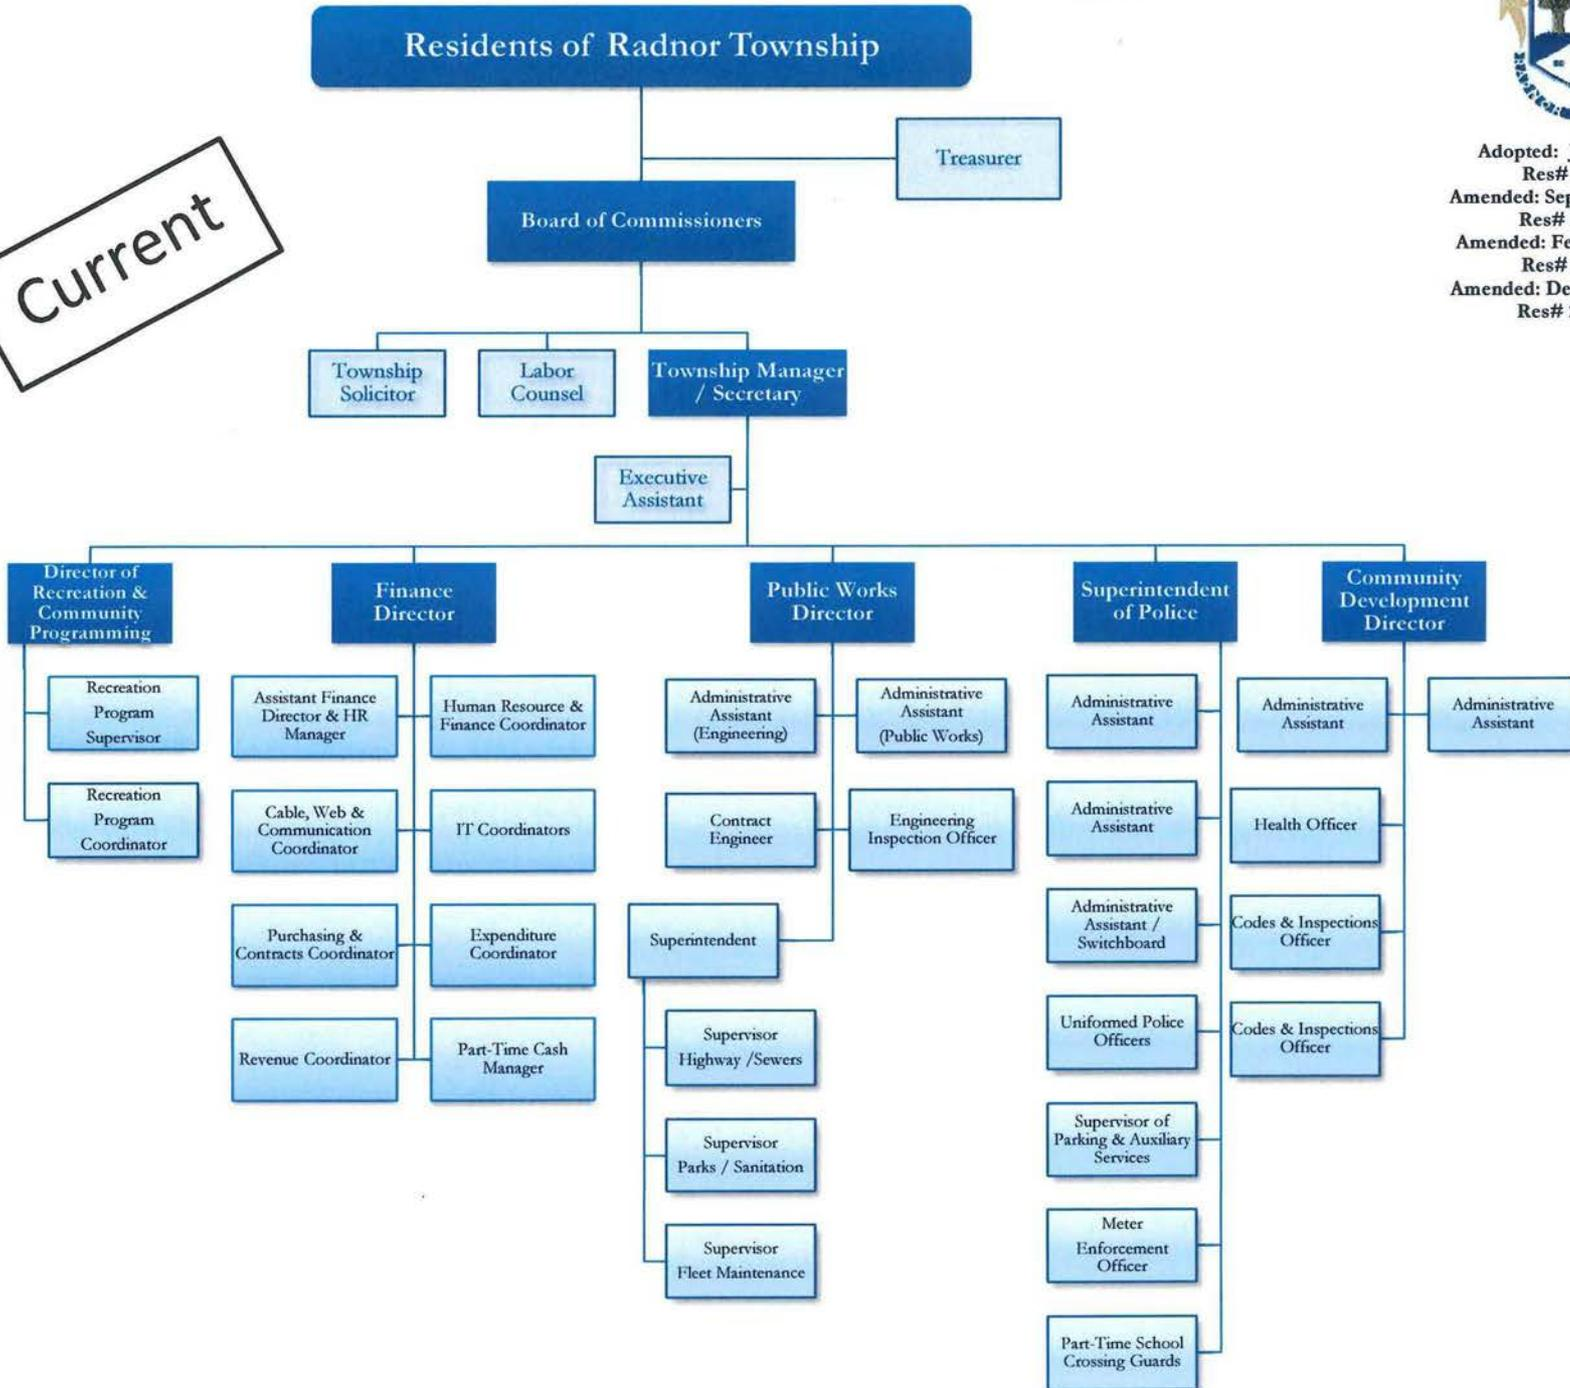 Residents of Radnor Township
Treasurer
Board of Commissioners
Current
RADNOR
Adopted:
Res#
Amended: Sep
Res#
Amended: Fe
Res#
Amended: De
Res#
Township
Solicitor
Labor
Counsel
Township Manager
/ Secretary
Executive
Assistant
Director of
Recreation &
Community
Programming
Finance
Director
Public Works
Director
Superintendent
of Police
Community
Development
Director
Recreation
Program
Supervisor
Recreation
Program
Coordinator
Assistant Finance
Director & HR
Manager
Human Resource &
Finance Coordinator
Cable, Web &
Communication
Coordinator
IT Coordinators
Purchasing &
Contracts Coordinator
Expenditure
Coordinator
Revenue Coordinator
Part-Time Cash
Manager
Administrative
Assistant
(Engineering)
Administrative
Assistant
(Public Works)
Contract
Engineer
Engineering
Inspection Officer
Superintendent
Supervisor
Highway /Sewers
Supervisor
Parks / Sanitation
Supervisor
Fleet Maintenance
Administrative
Assistant
Administrative
Assistant
Administrative
Assistant /
Switchboard
Uniformed Police
Officers
Supervisor of
Parking & Auxiliary
Services
Meter
Enforcement
Officer
Part-Time School
Crossing Guards
Administrative
Assistant
Administrative
Assistant
Health Officer
Codes & Inspections
Officer
Codes & Inspections
Officer